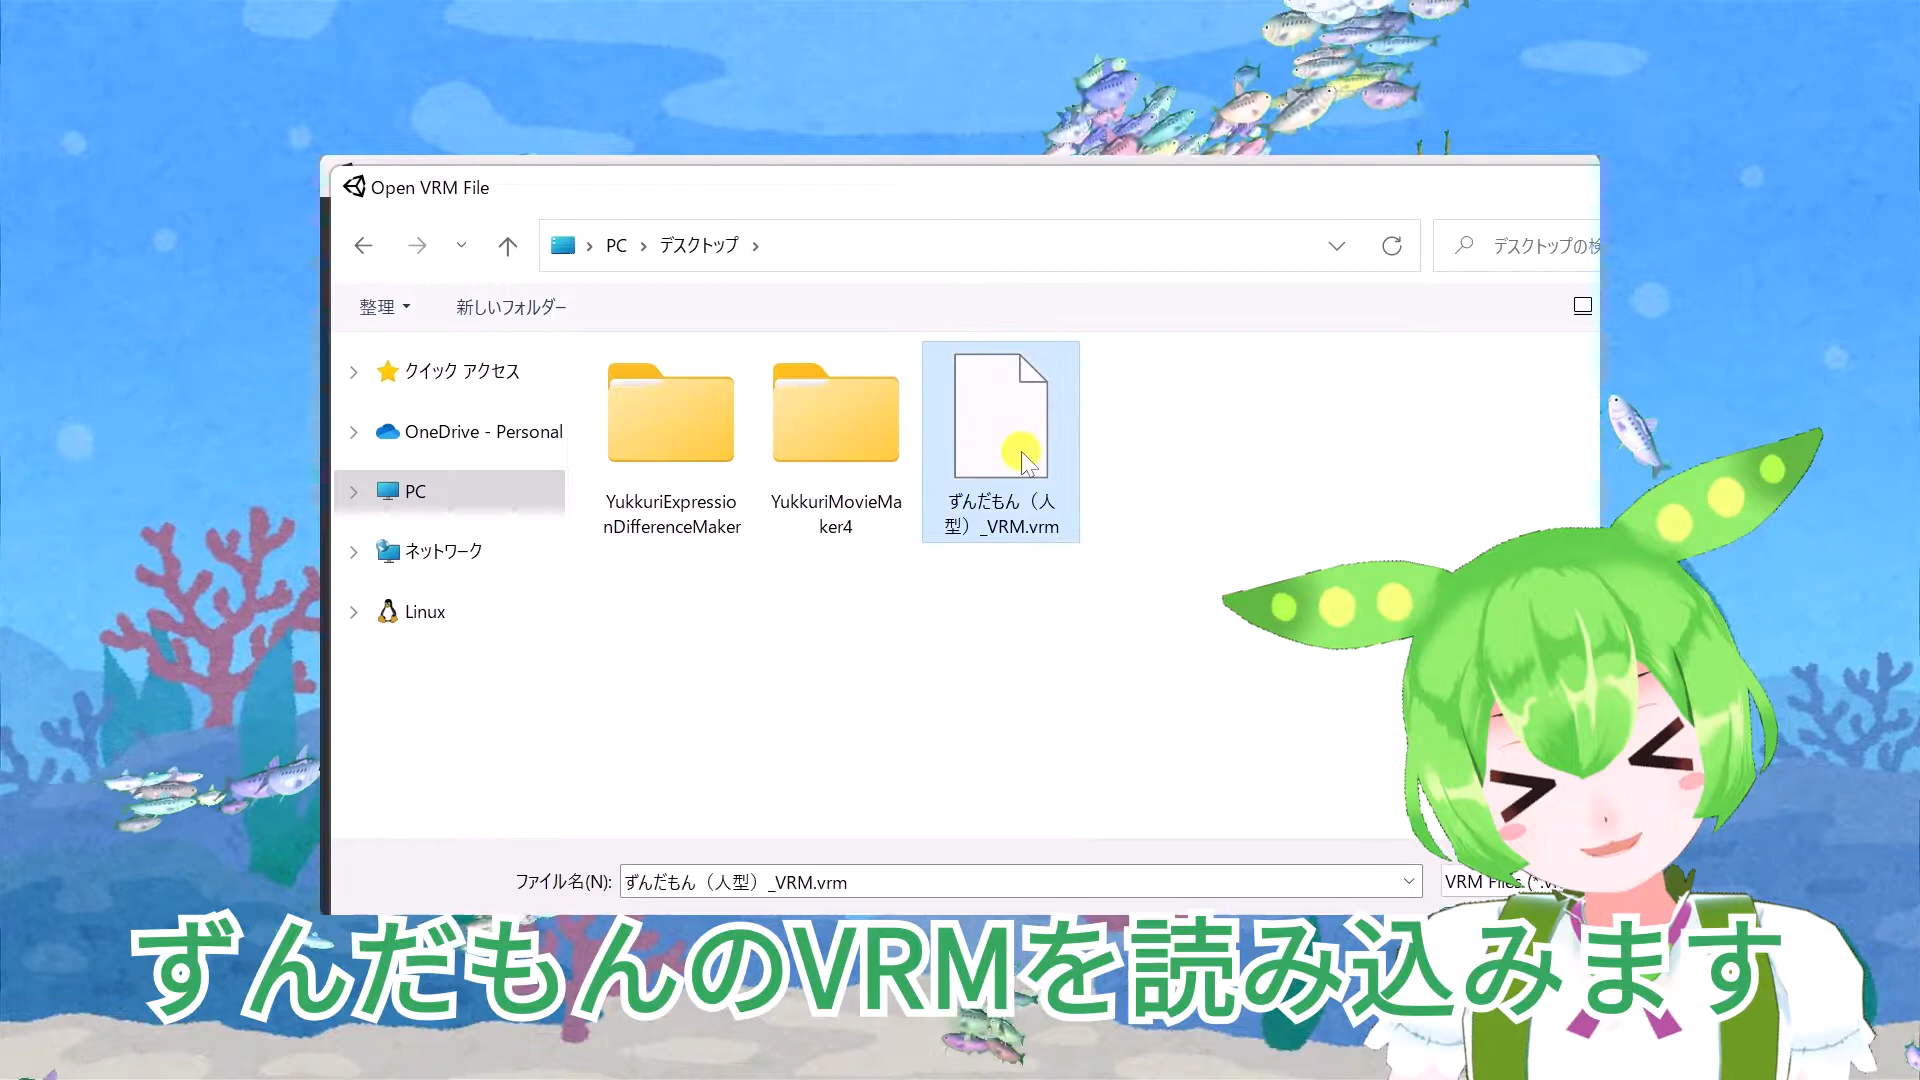 Open VRM File
PC
デスクトップ
デスクトップの検
整理
新しいフォルダー
クイック アクセス
OneDrive - Personal
PC
ネットワーク
Linux
YukkuriExpressio
nDifferenceMaker
YukkuriMovieMa
ker4
ずんだもん（人
型）_VRM.vrm
ファイル名(N):
ずんだもん（人型）_VRM.vrm
VRM Files (*.v
ずんだもんのVRMを読み込みます